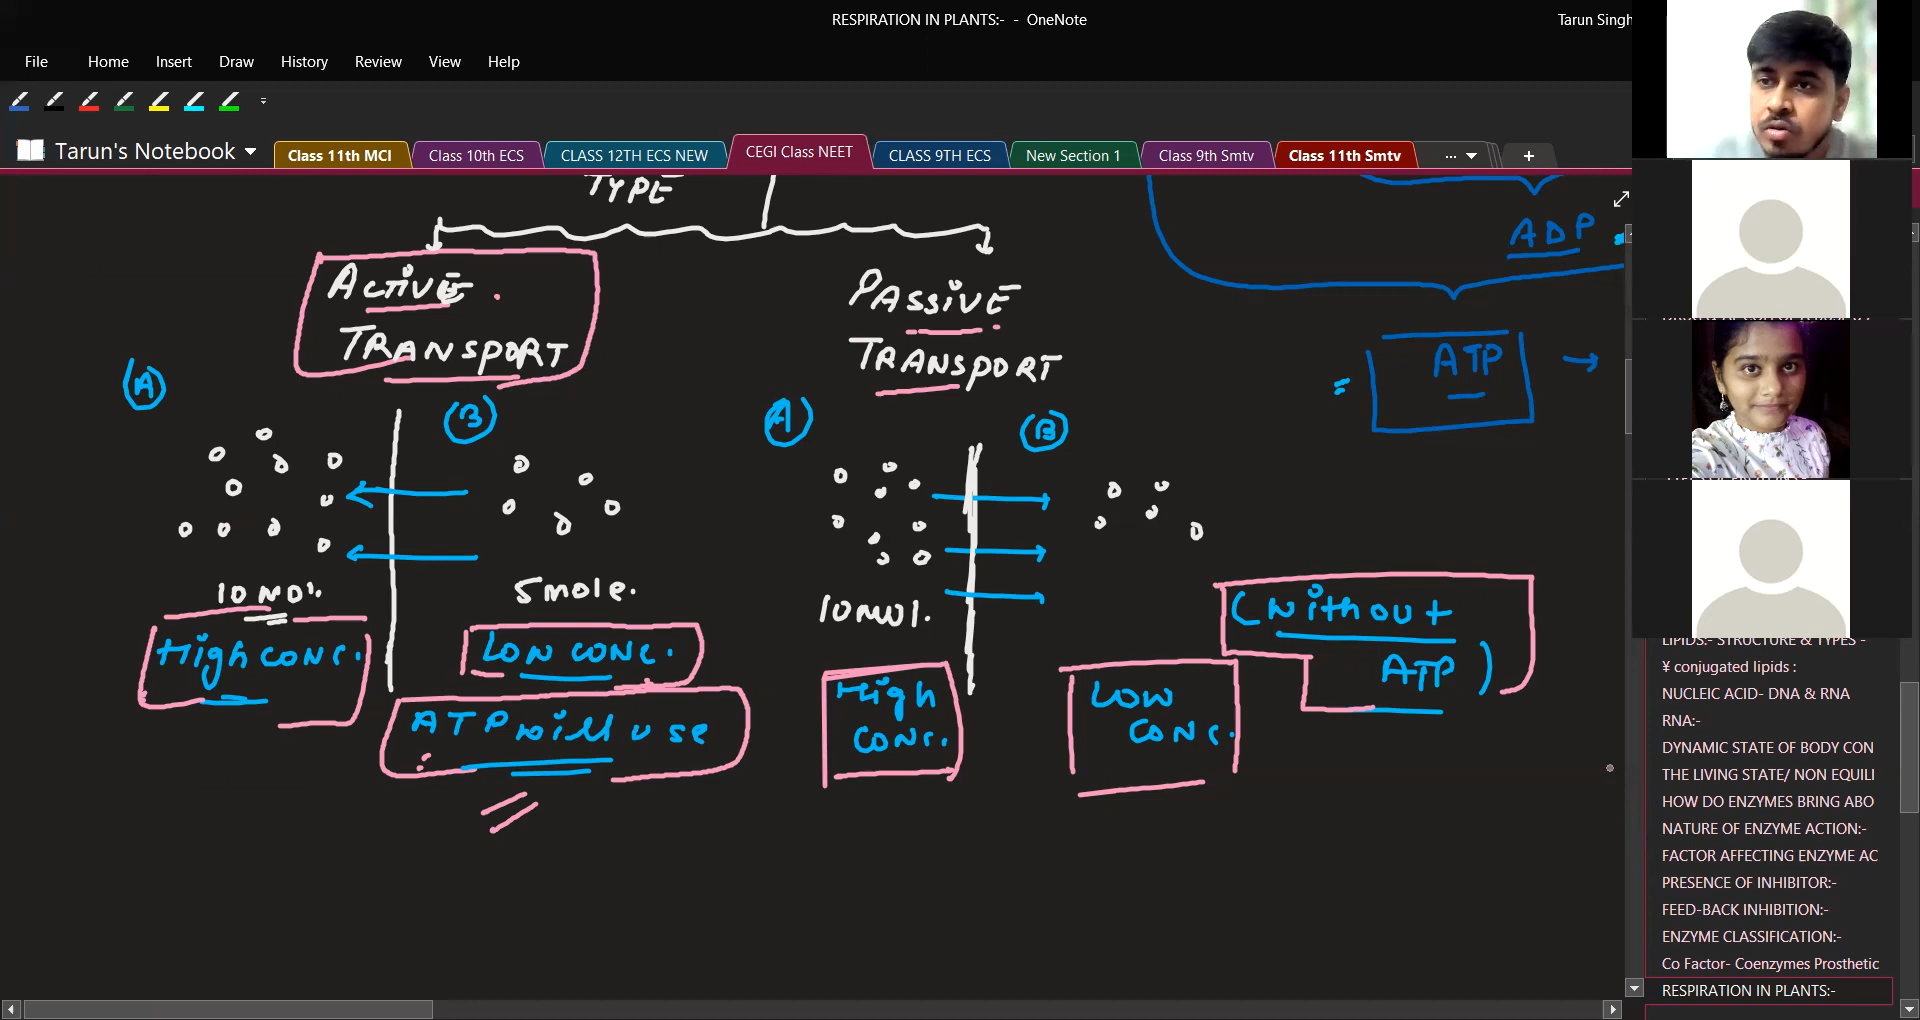 RESPIRATION IN PLANTS:- - OneNote
Tarun Singh
File Home Insert Draw History Review View Help
Tarun's Notebook
Class 11th MCI
Class 10th ECS
CLASS 12TH ECS NEW
CEGI Class NEET
CLASS 9TH ECS
New Section 1
Class 9th Smtv
Class 11th Smtv
...
+
TYPE
ADP =
ACTIVE
TRANSPORT
PASSIVE
TRANSPORT
= ATP →
A
B
A
B
10 mol.
5 mole.
10 mol.
High conc.
Low conc.
ATP will use
High
conc.
Low
conc.
(Without
ATP)
LIPIDS:- STRUCTURE & TYPES -
¥ conjugated lipids :
NUCLEIC ACID- DNA & RNA
RNA:-
DYNAMIC STATE OF BODY CON
THE LIVING STATE/ NON EQUILI
HOW DO ENZYMES BRING ABO
NATURE OF ENZYME ACTION:-
FACTOR AFFECTING ENZYME AC
PRESENCE OF INHIBITOR:-
FEED-BACK INHIBITION:-
ENZYME CLASSIFICATION:-
Co Factor- Coenzymes Prosthetic
RESPIRATION IN PLANTS:-